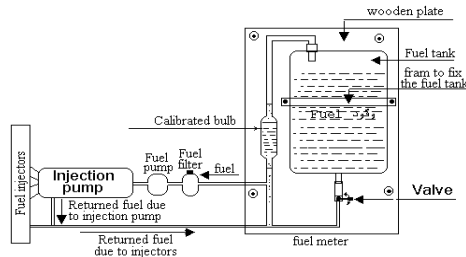 wooden plate
Fuel tank
fram to fix
the fuel tank
Fuel وگود
Calibrated bulb
Fuel
pump
Fuel
filter
fuel
Fuel injectors
Injection
pump
Valve
Returned fuel due
to injection pump
Returned fuel
due to injectors
fuel meter